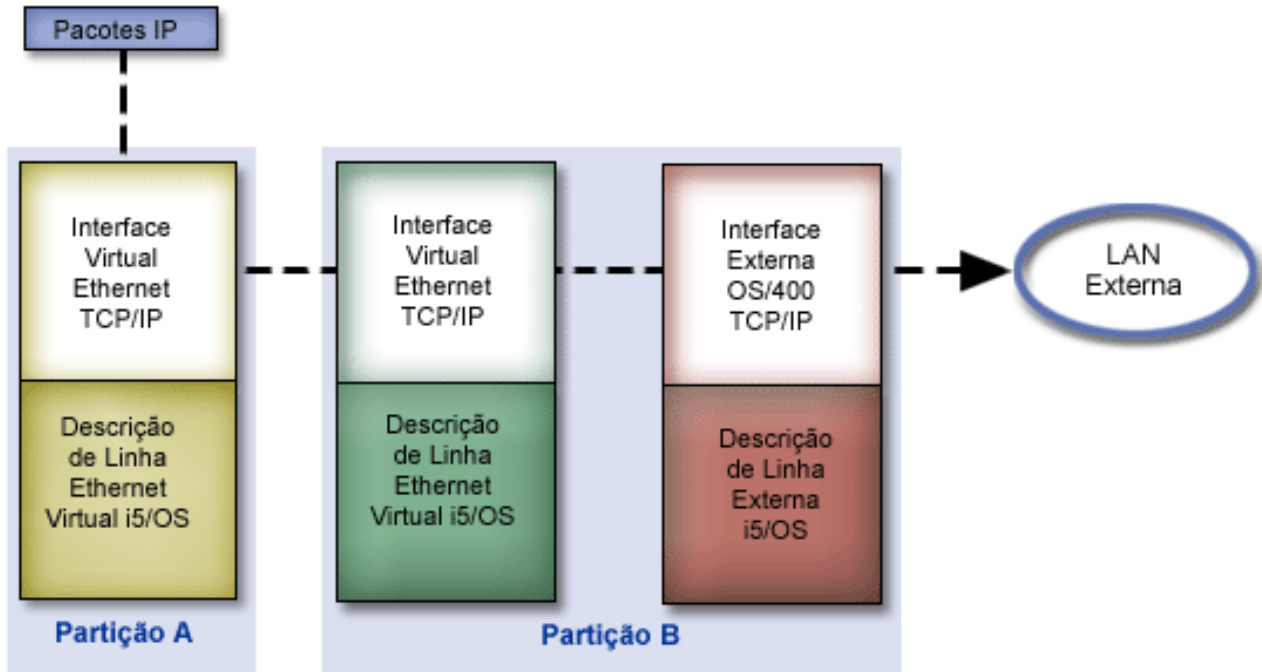 Pacotes IP
Interface
Virtual
Ethernet
TCP/IP
Descrição
de Linha
Ethernet
Virtual i5/OS
Partição A
Interface
Virtual
Ethernet
TCP/IP
Descrição
de Linha
Ethernet
Virtual i5/OS
Interface
Externa
OS/400
TCP/IP
Descrição
de Linha
Externa
i5/OS
Partição B
LAN
Externa